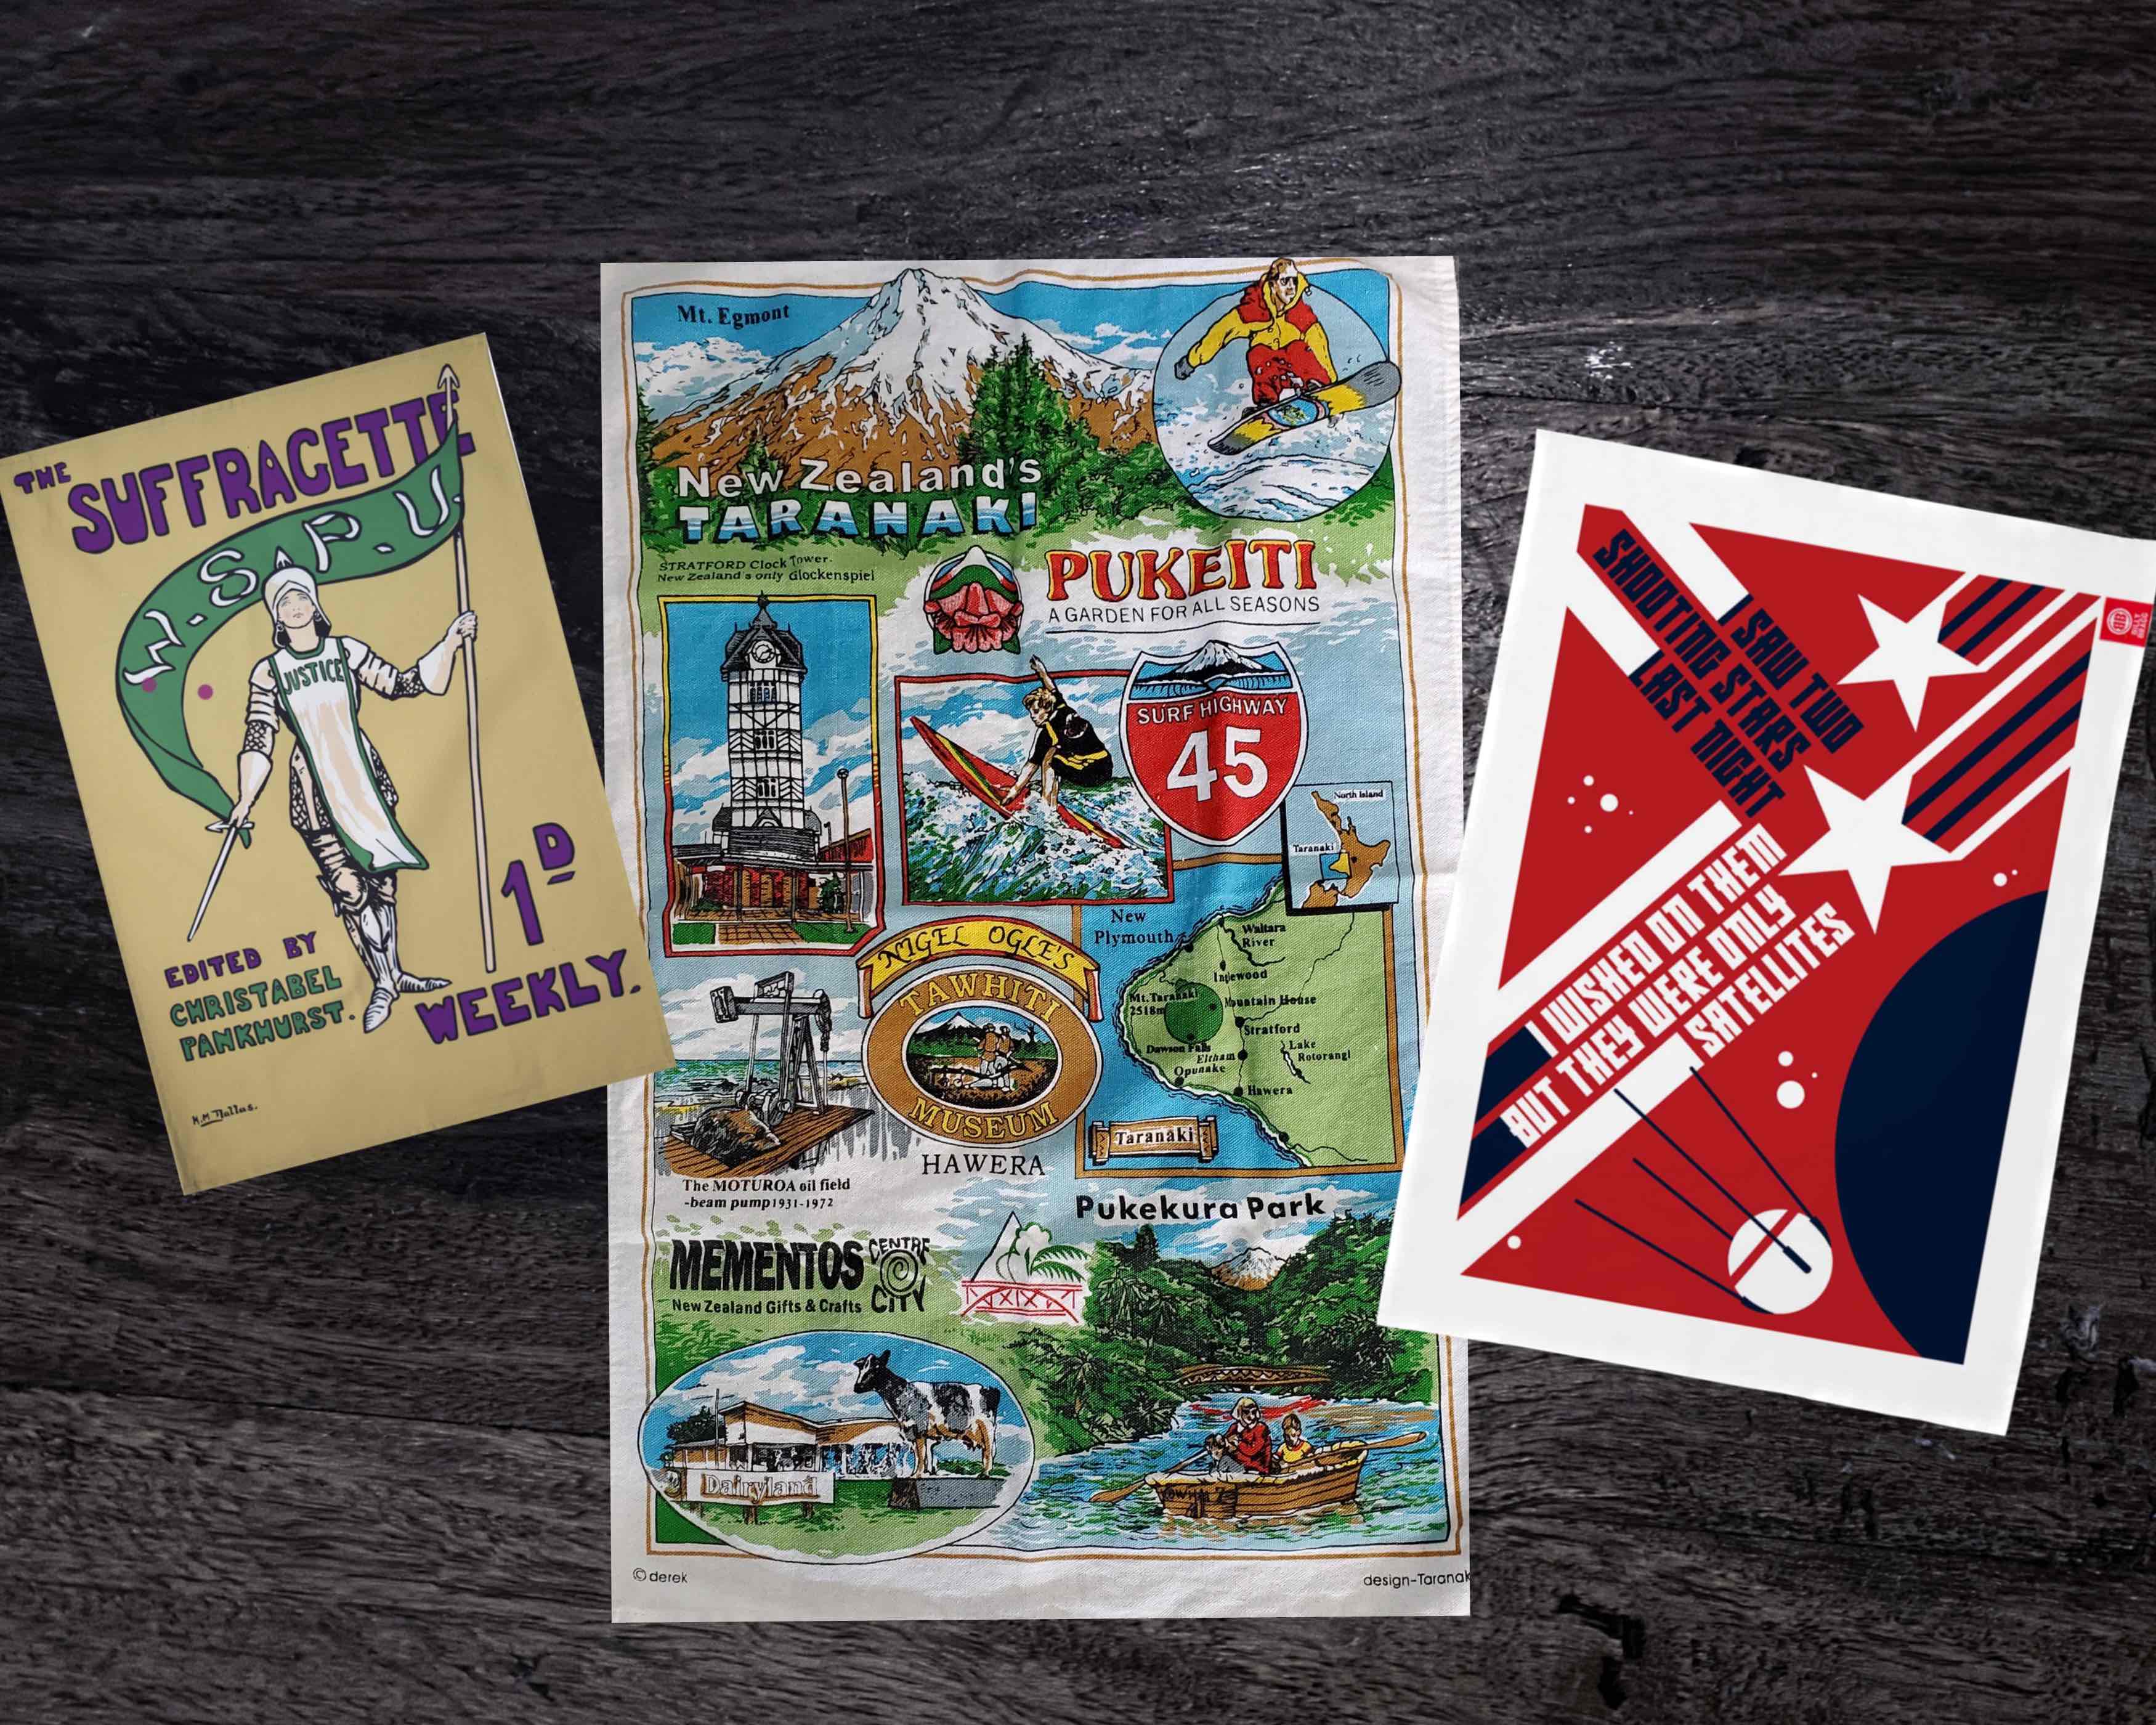 THE
SUFFRAGETTE
W.S.P.U.
JUSTICE
1D
WEEKLY.
EDITED BY
CHRISTABEL
PANKHURST.
Mt. Egmont
New Zealand's
TARANAKI
STRATFORD Clock Tower.
New Zealand's only Glockenspiel
PUKEITI
A GARDEN FOR ALL SEASONS
SURF HIGHWAY
45
North Island
Taranaki
New
Plymouth
Waitara
River
Inglewood
Mt. Taranaki
2518m
Mountain House
Stratford
Dawson Falls
Eltham
Lake
Rotorangi
Opunake
Hawera
Taranaki
NIGEL OGLE'S
TAWHITI
MUSEUM
HAWERA
The MOTUROA oil field
-beam pump 1931-1972
Pukekura Park
MEMENTOS
New Zealand Gifts & Crafts
CENTRE
CITY
Dairyland
© derek
design-Taranak
I SAW TWO
SHOOTING STARS
LAST NIGHT
I WISHED ON THEM
BUT THEY WERE ONLY
SATELLITES